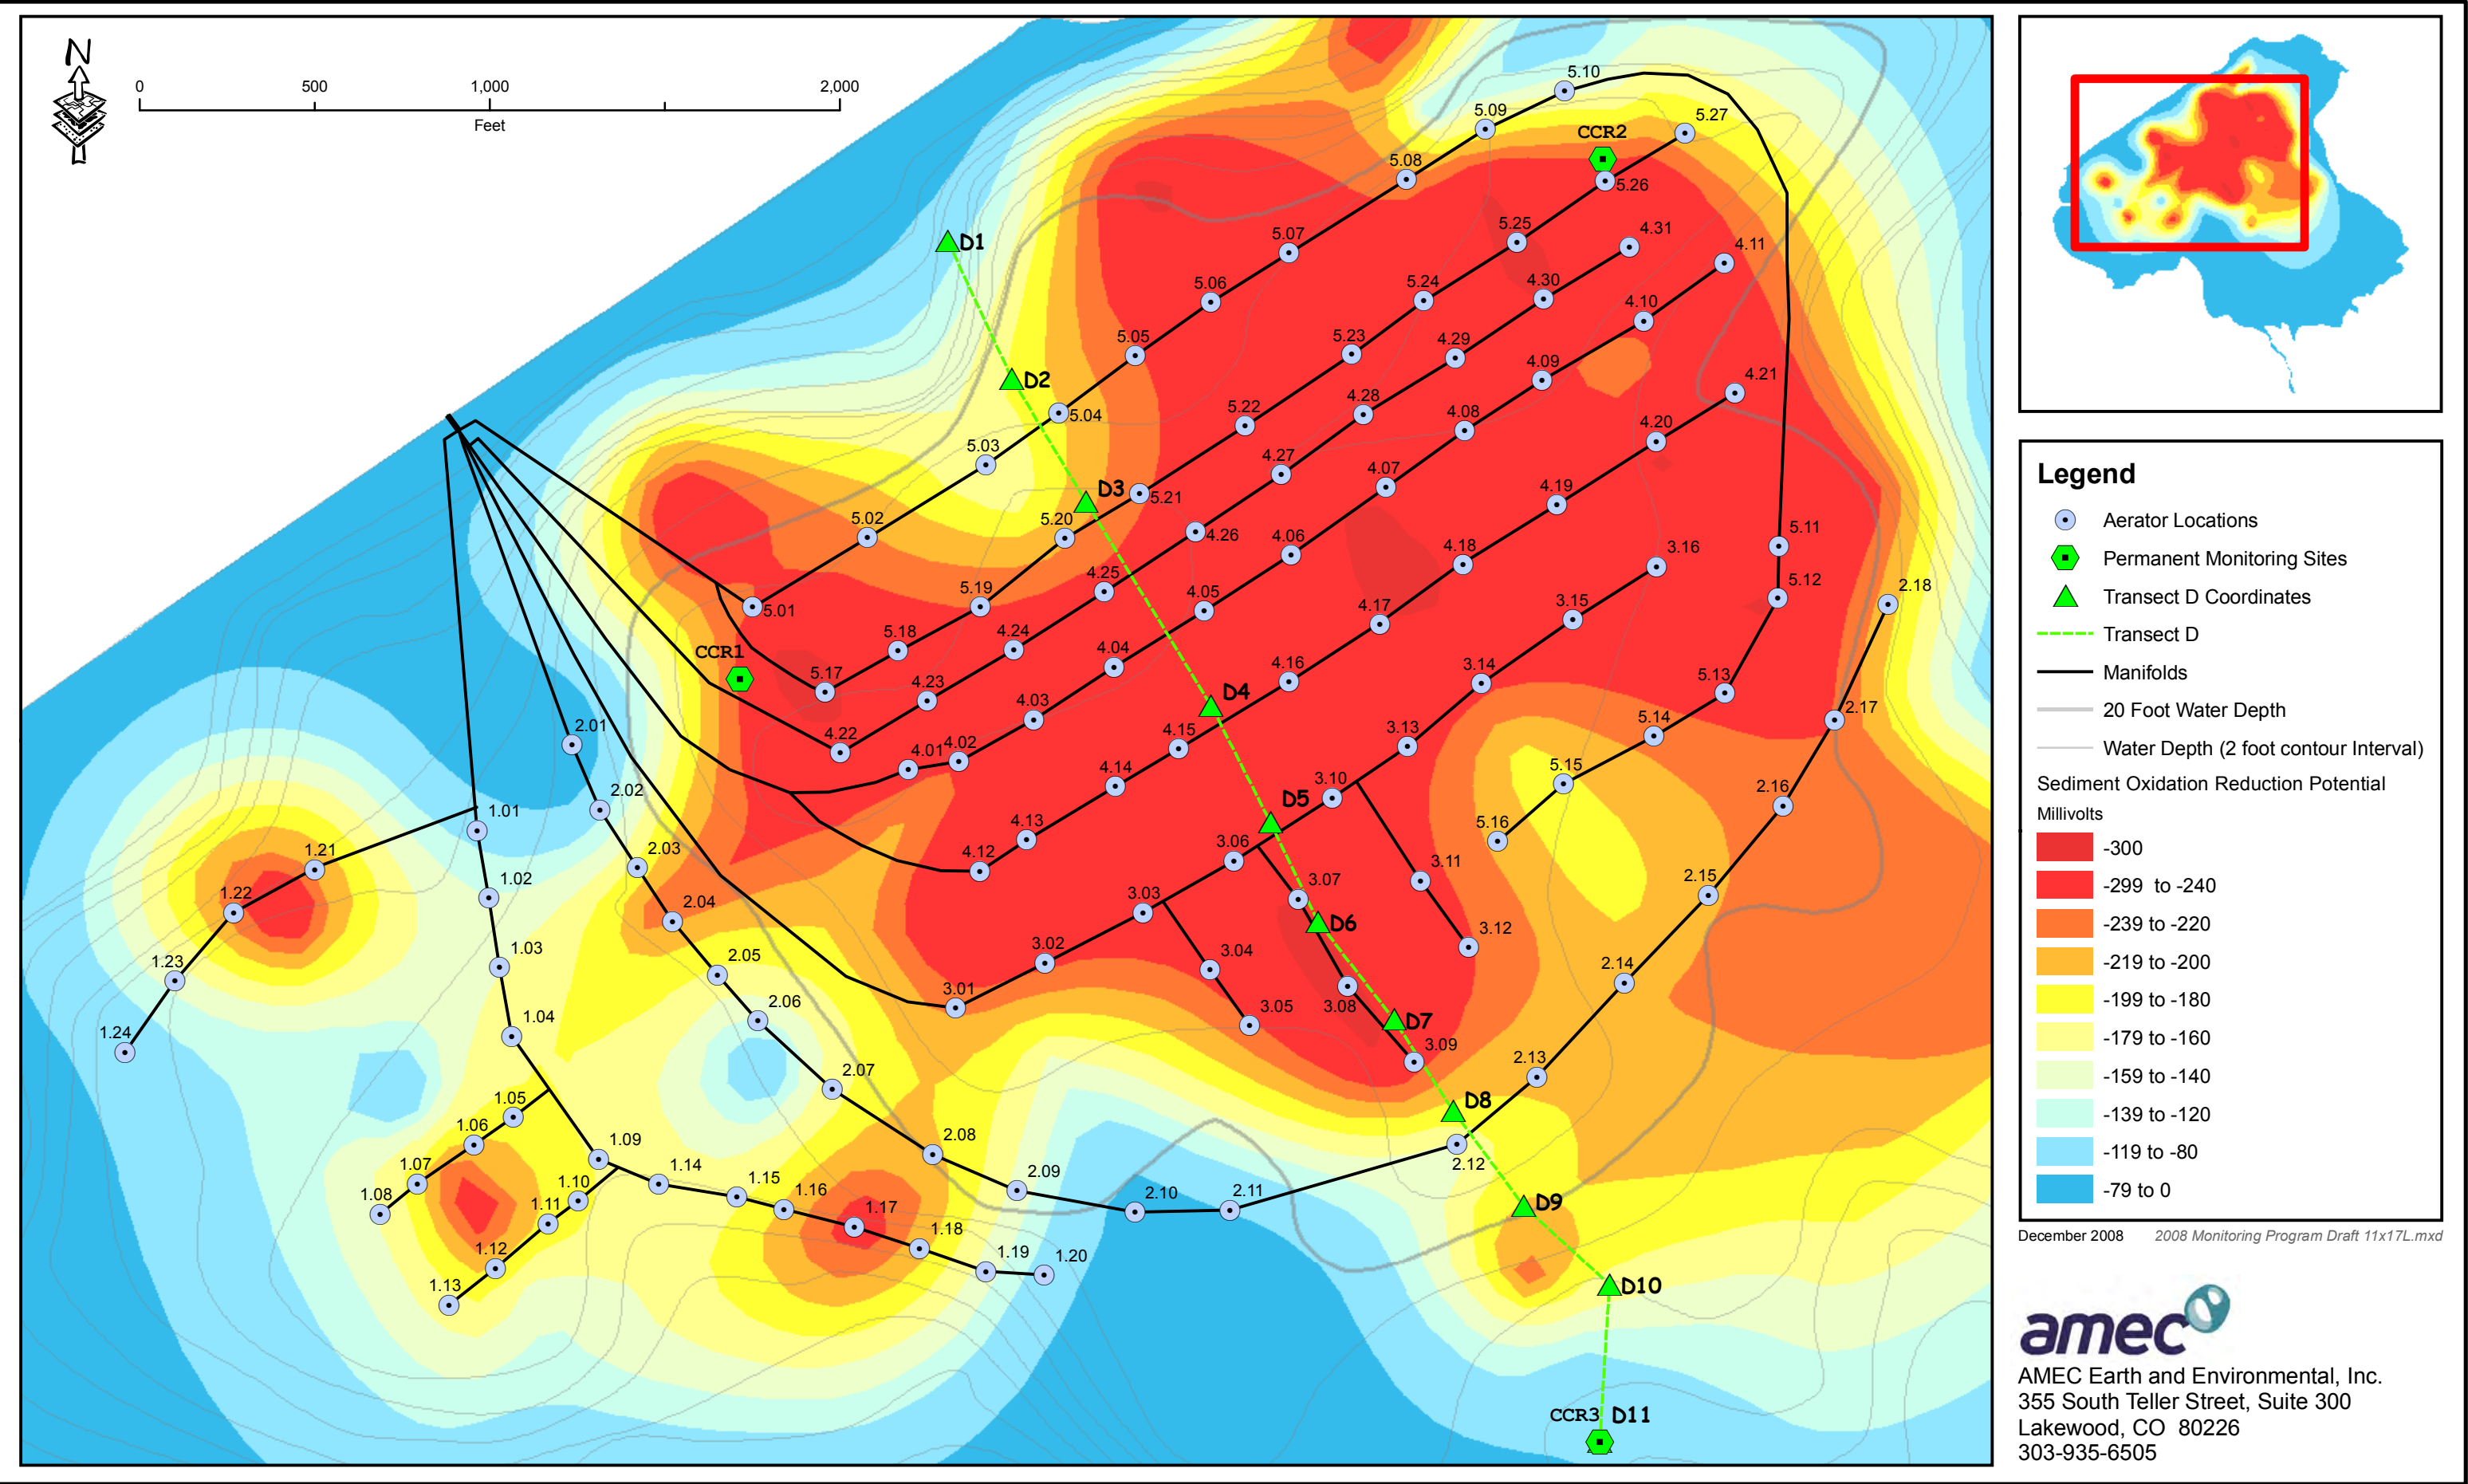 N
0 500 1,000 2,000
Feet
5.10
5.09
5.27
CCR2
5.08
5.26
5.25
4.31
5.07
4.11
D1
5.06
5.24
4.30
4.10
5.05
5.23
4.29
4.09
D2
4.21
5.04
5.22
4.28
4.08
4.20
5.03
4.27
4.07
4.19
D3
5.21
5.02
5.20
4.26
4.06
4.18
3.16
5.11
5.12
2.18
5.01
5.19
4.25
4.05
4.17
3.15
5.18
4.24
CCR1
5.17
4.23
4.04
4.16
3.14
5.13
D4
4.03
2.17
2.01
4.22
4.01
4.02
4.15
3.13
5.14
4.14
3.10
5.15
2.16
2.02
D5
1.01
4.13
3.06
5.16
2.03
1.21
4.12
3.11
2.15
1.02
3.07
1.22
2.04
3.03
D6
3.12
1.03
2.05
3.02
3.04
2.14
1.23
2.06
3.01
3.05
3.08
D7
1.04
1.24
3.09
2.13
2.07
1.05
D8
1.06
1.09
2.08
2.12
1.07
1.14
2.09
1.08
1.10
1.15
2.10
2.11
1.11
1.16
1.17
D9
1.12
1.18
1.19
1.20
1.13
D10
CCR3 D11
Legend
Aerator Locations
Permanent Monitoring Sites
Transect D Coordinates
Transect D
Manifolds
20 Foot Water Depth
Water Depth (2 foot contour Interval)
Sediment Oxidation Reduction Potential
Millivolts
-300
-299 to -240
-239 to -220
-219 to -200
-199 to -180
-179 to -160
-159 to -140
-139 to -120
-119 to -80
-79 to 0
December 2008 2008 Monitoring Program Draft 11x17L.mxd
amec
AMEC Earth and Environmental, Inc.
355 South Teller Street, Suite 300
Lakewood, CO 80226
303-935-6505